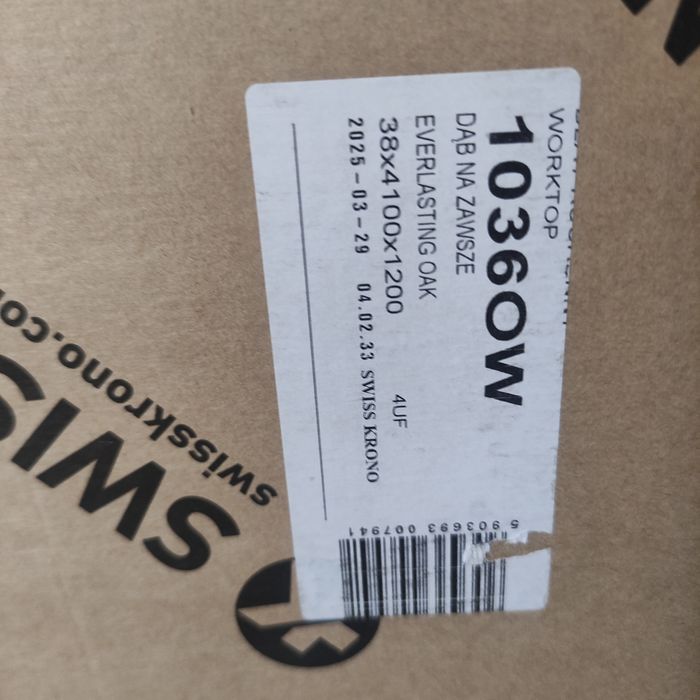 WORKTOP
1036OW
DĄB NA ZAWSZE
EVERLASTING OAK
38x4100x1200 4UF
2025-03-29 04.02.33 SWISS KRONO
5 903693 007941
SWIS
swisskrono.co